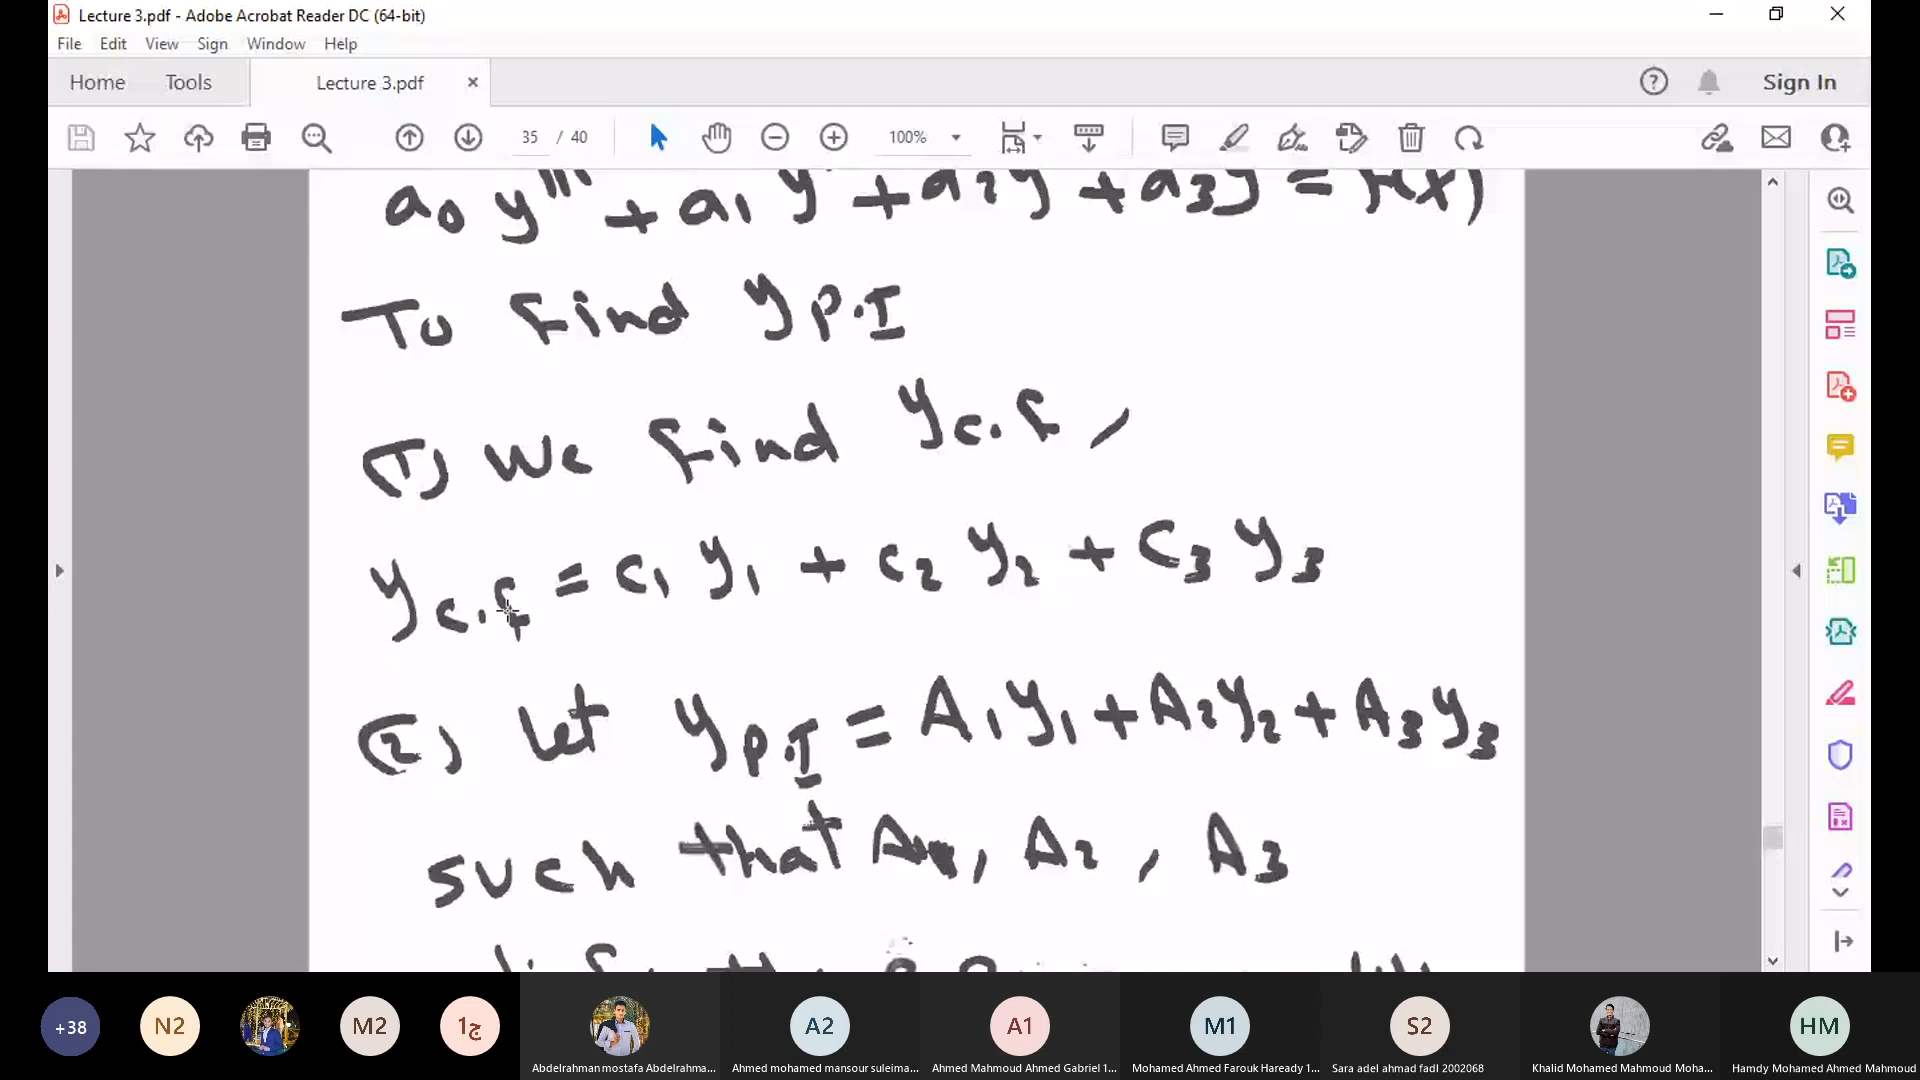 Lecture 3.pdf - Adobe Acrobat Reader DC (64-bit)
File Edit View Sign Window Help
Home Tools Lecture 3.pdf × Sign In
35 / 40 100%
a0 y''' + a1 y + a2 y + a3 y = f(x)
To find yP.I
(1) We find yc.f ,
yc.f = c1 y1 + c2 y2 + c3 y3
(2) let yP.I = A1y1 + A2y2 + A3y3
such that A1, A2, A3
+38 N2 M2 ج1 A2 A1 M1 S2 HM
Abdelrahman mostafa Abdelrahma... Ahmed mohamed mansour suleima... Ahmed Mahmoud Ahmed Gabriel 1... Mohamed Ahmed Farouk Haready 1... Sara adel ahmad fadl 2002068 Khalid Mohamed Mahmoud Moha... Hamdy Mohamed Ahmed Mahmoud